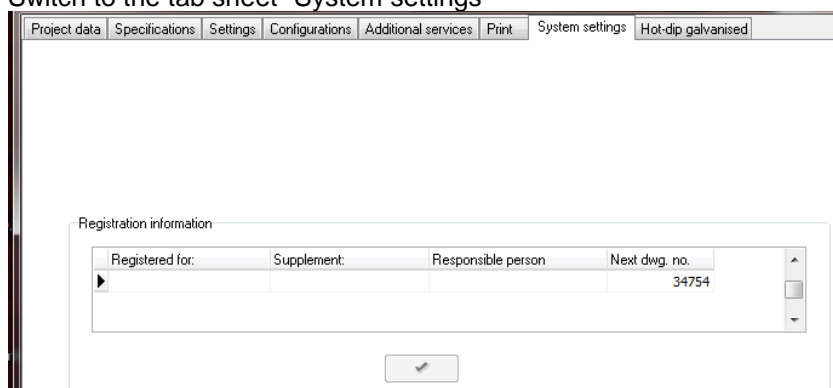 Switch to the tab sheet "System settings"
Project data Specifications Settings Configurations Additional services Print System settings Hot-dip galvanised
Registration information
Registered for: Supplement: Responsible person Next dwg. no.
34754